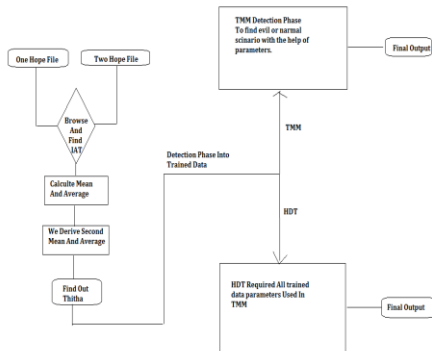 One Hope File
Two Hope File
Browse
And
Find
IAT
Calculte Mean
And Average
We Derive Second
Mean And Average
Find Out
Thitha
Detection Phase Into
Trained Data
TMM Detection Phase
To find evil or narmal
scinario with the help of
parameters.
Final Output
TMM
HDT
HDT Required All trained
data parameters Used In
TMM
Final Output